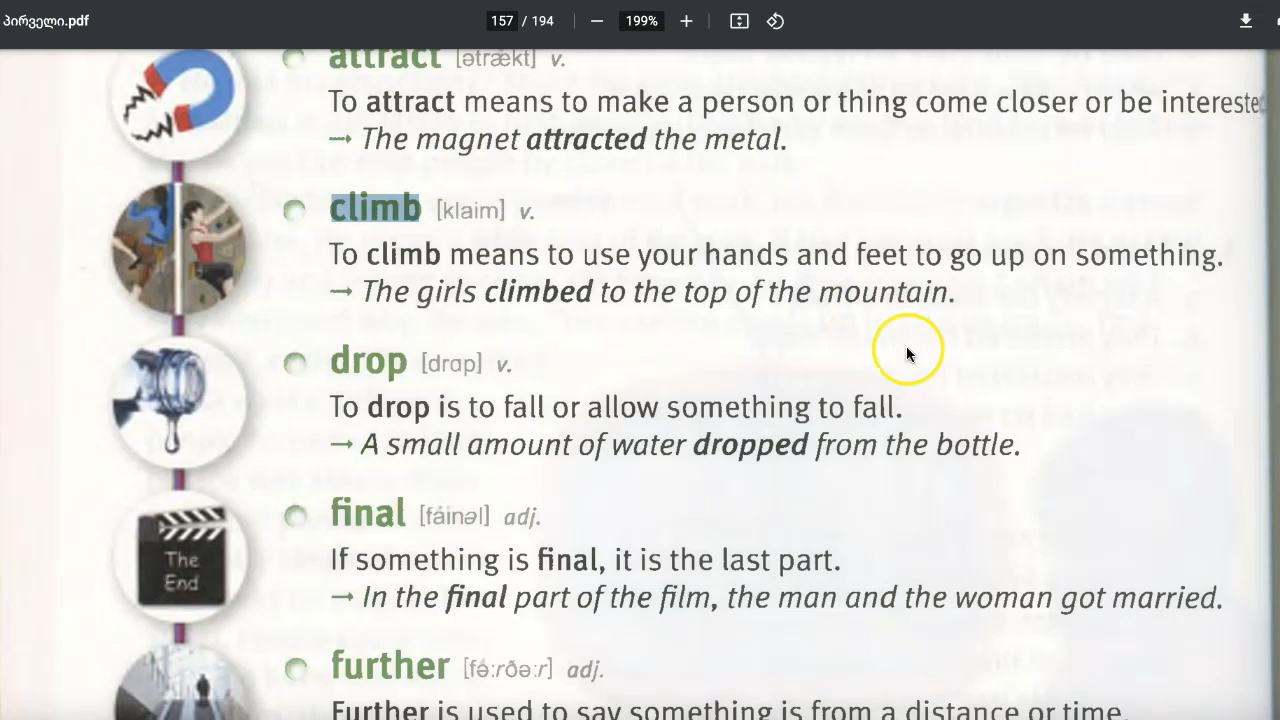 პირველი.pdf
157 / 194
199%
attract [ətrǽkt] v.
To attract means to make a person or thing come closer or be interested
→ The magnet attracted the metal.
climb [klaim] v.
To climb means to use your hands and feet to go up on something.
→ The girls climbed to the top of the mountain.
drop [drɑp] v.
To drop is to fall or allow something to fall.
→ A small amount of water dropped from the bottle.
The
End
final [fáinəl] adj.
If something is final, it is the last part.
→ In the final part of the film, the man and the woman got married.
further [fə́ːrðəːr] adj.
Further is used to say something is from a distance or time.